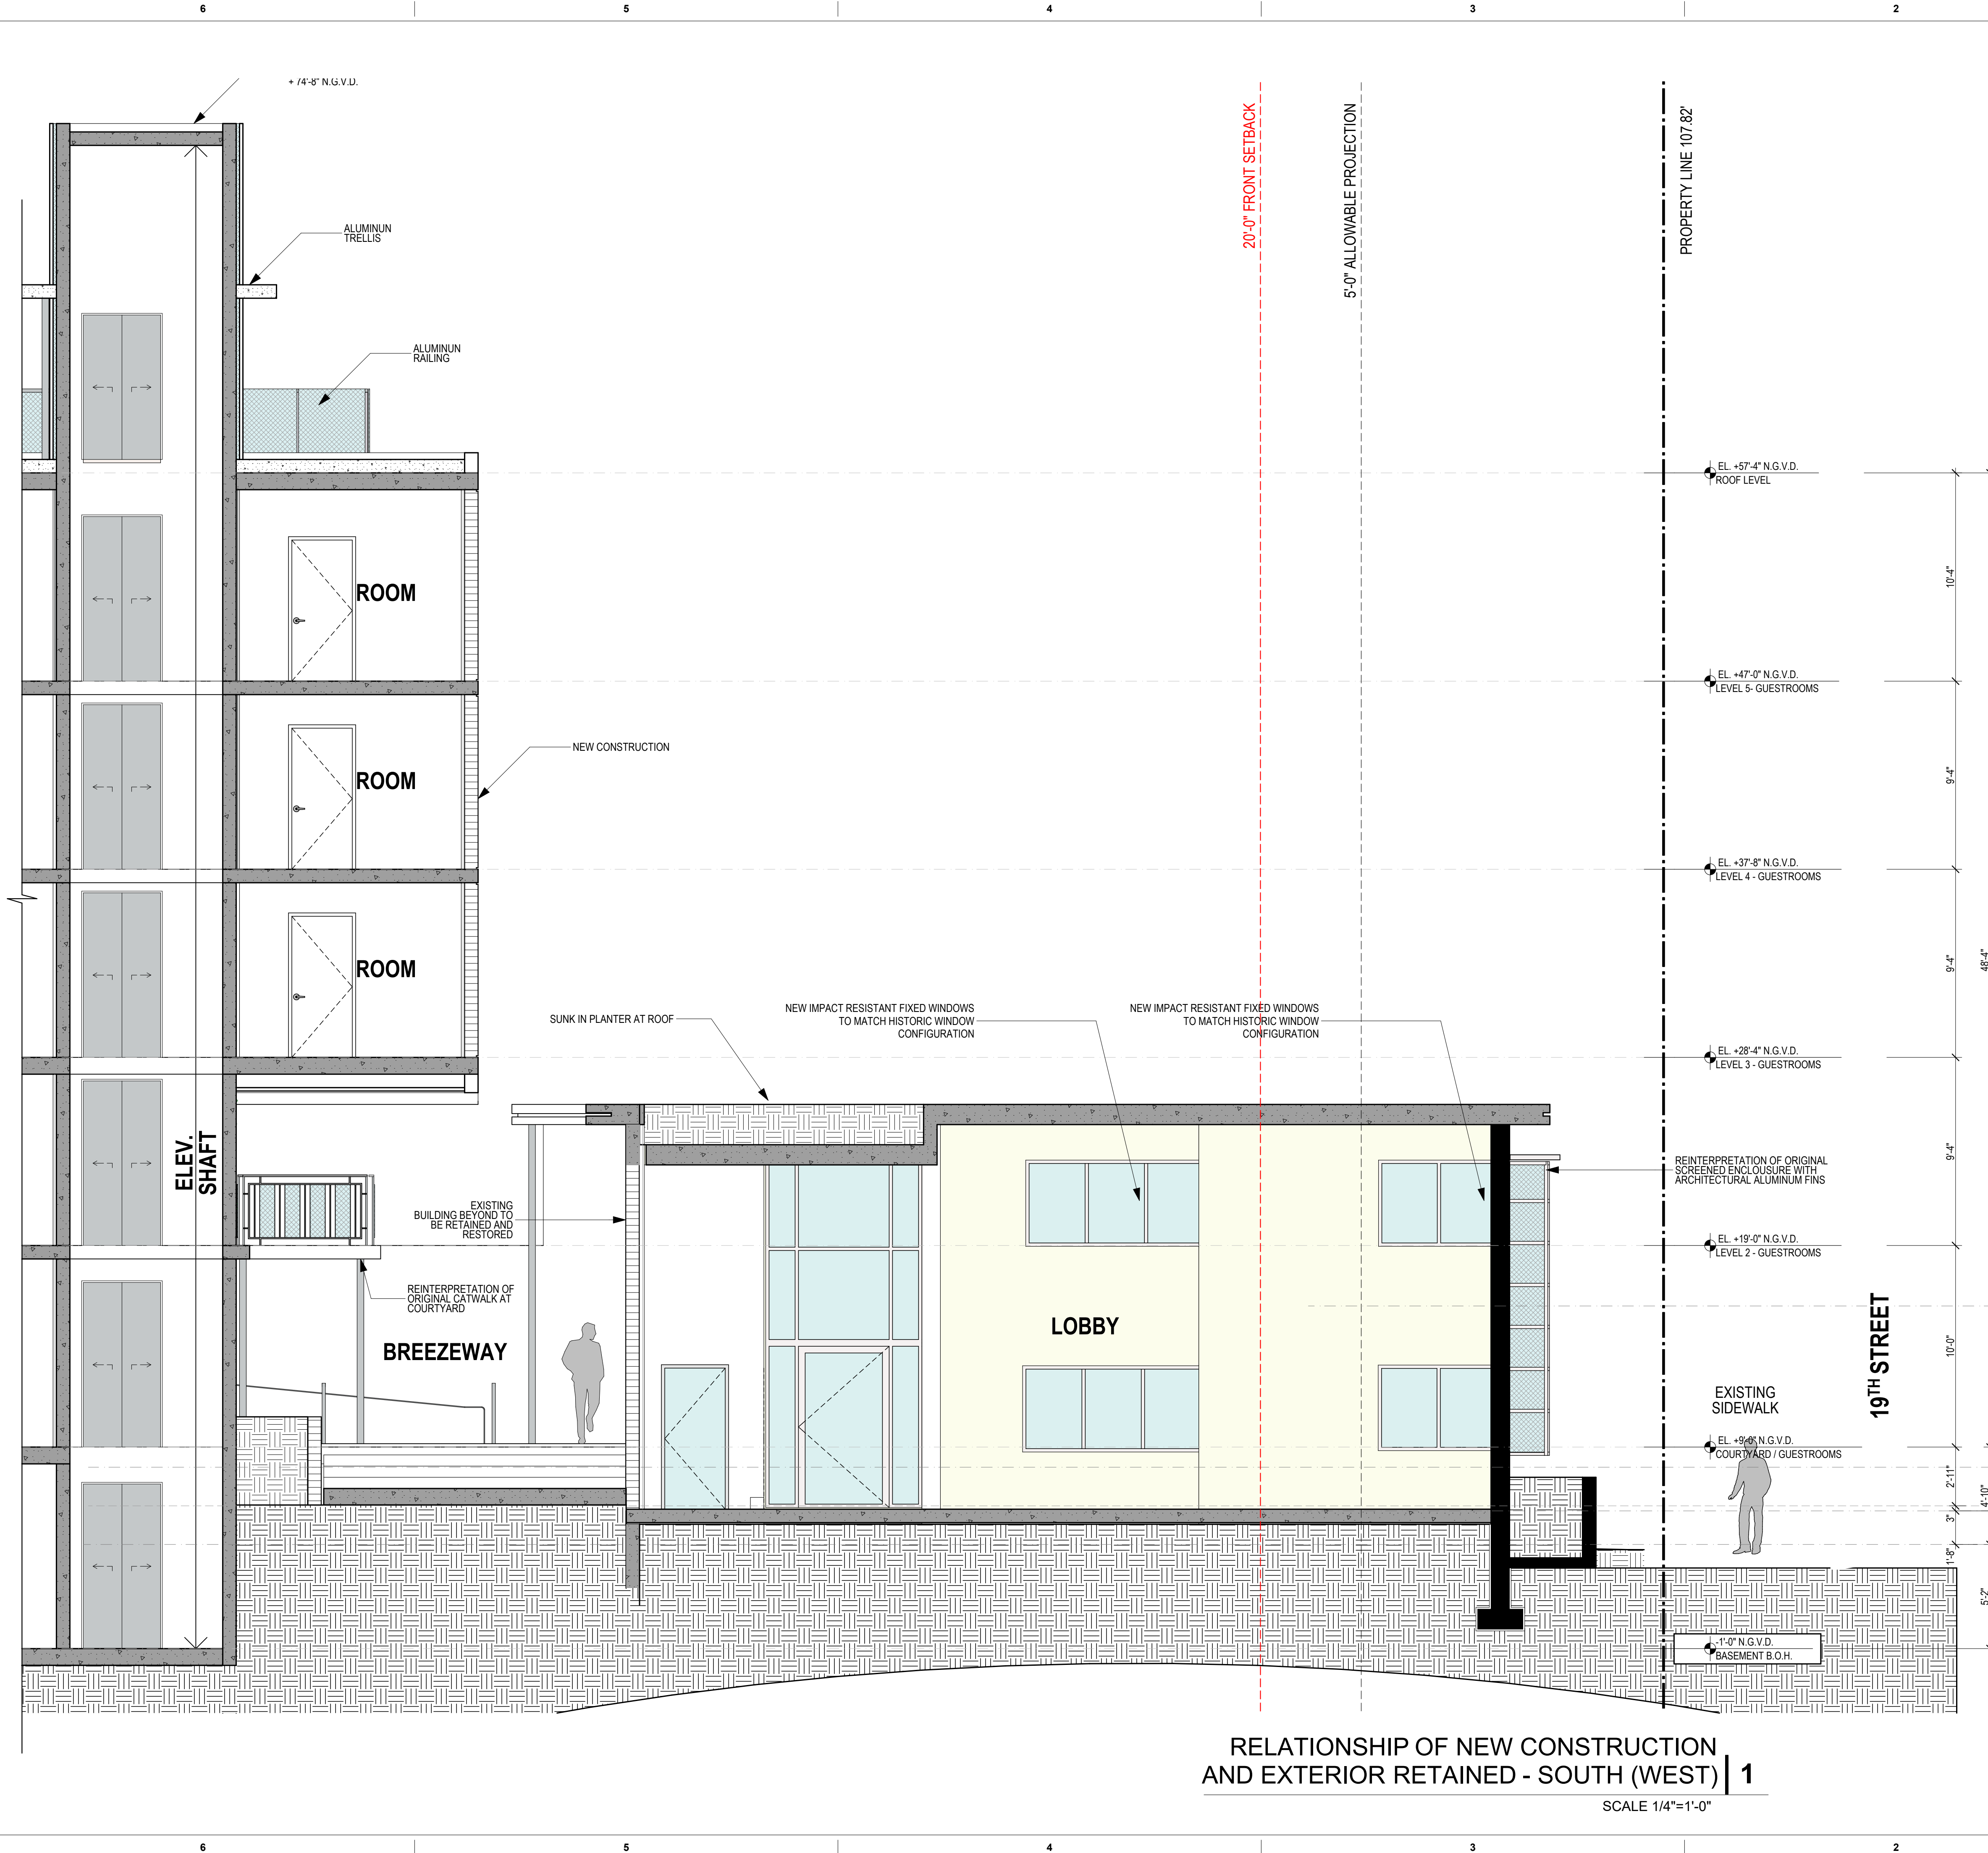 6 5 4 3 2
+ 74'-8" N.G.V.D.
20'-0" FRONT SETBACK
5'-0" ALLOWABLE PROJECTION
PROPERTY LINE 107.82'
ALUMINUN
TRELLIS
ALUMINUN
RAILING
EL. +57'-4" N.G.V.D.
ROOF LEVEL
10'-4"
ROOM
EL. +47'-0" N.G.V.D.
LEVEL 5- GUESTROOMS
9'-4"
ROOM
NEW CONSTRUCTION
EL. +37'-8" N.G.V.D.
LEVEL 4 - GUESTROOMS
9'-4"
48'-4"
ROOM
SUNK IN PLANTER AT ROOF
NEW IMPACT RESISTANT FIXED WINDOWS
TO MATCH HISTORIC WINDOW
CONFIGURATION
NEW IMPACT RESISTANT FIXED WINDOWS
TO MATCH HISTORIC WINDOW
CONFIGURATION
EL. +28'-4" N.G.V.D.
LEVEL 3 - GUESTROOMS
9'-4"
ELEV.
SHAFT
REINTERPRETATION OF ORIGINAL
SCREENED ENCLOUSURE WITH
ARCHITECTURAL ALUMINUM FINS
EXISTING
BUILDING BEYOND TO
BE RETAINED AND
RESTORED
EL. +19'-0" N.G.V.D.
LEVEL 2 - GUESTROOMS
REINTERPRETATION OF
ORIGINAL CATWALK AT
COURTYARD
BREEZEWAY
LOBBY
10'-0"
19TH STREET
EXISTING
SIDEWALK
EL. +9'-0" N.G.V.D.
COURTYARD / GUESTROOMS
2'-11"
4'-10"
3"
1'-8"
5'-2"
-1'-0" N.G.V.D.
BASEMENT B.O.H.
RELATIONSHIP OF NEW CONSTRUCTION
AND EXTERIOR RETAINED - SOUTH (WEST) 1
SCALE 1/4"=1'-0"
6 5 4 3 2